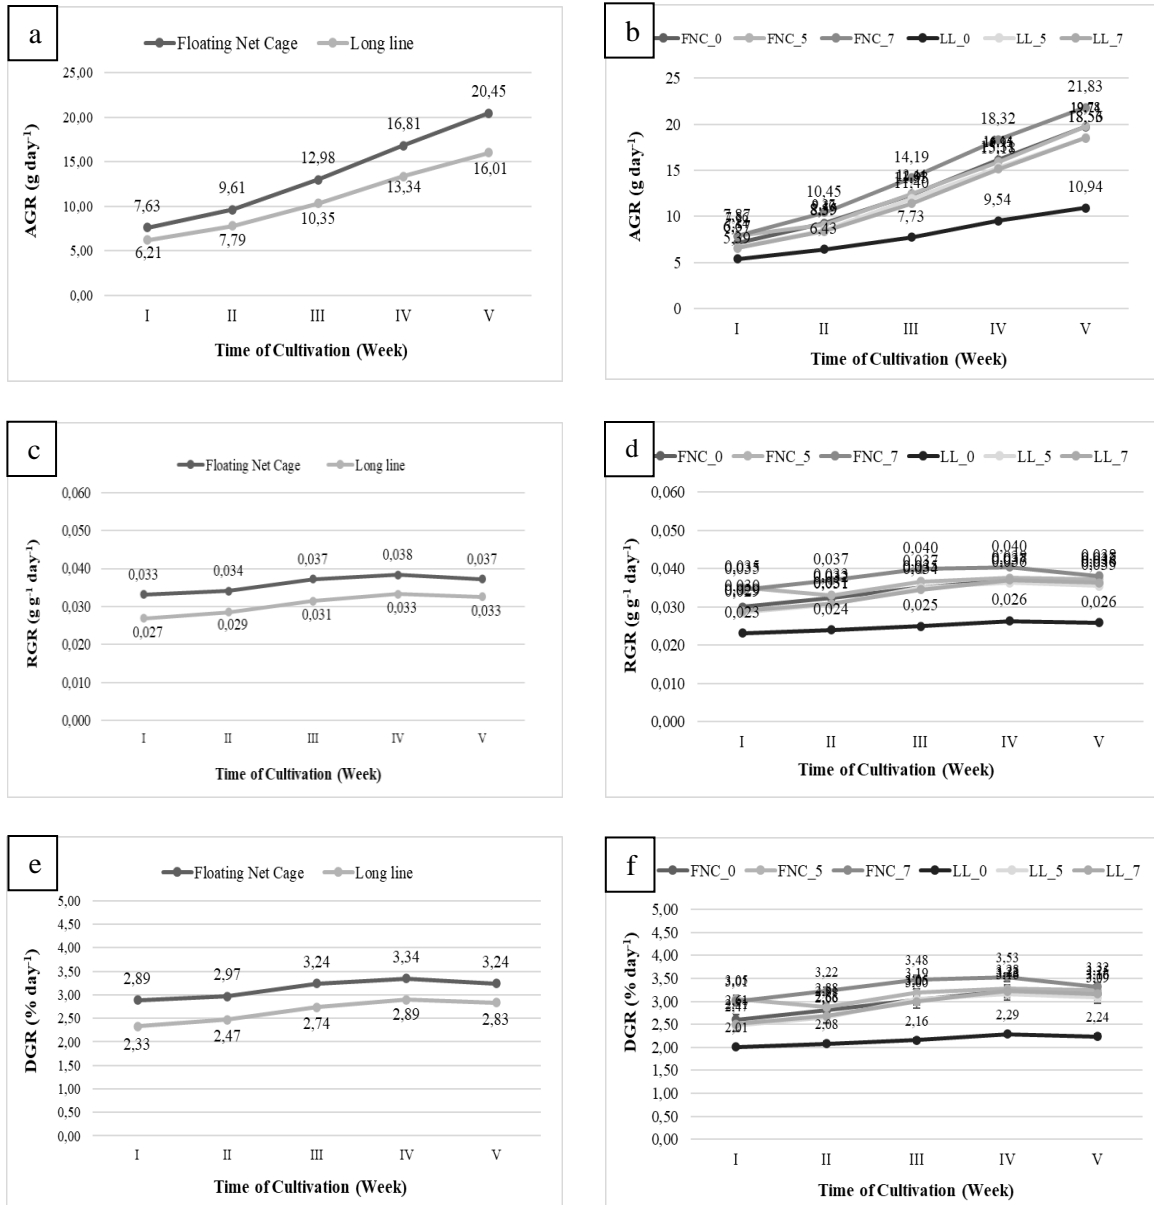 a
Floating Net Cage Long line
25,00
20,00
15,00
10,00
5,00
0,00
AGR (g day-1)
7,63 9,61 12,98 16,81 20,45
6,21 7,79 10,35 13,34 16,01
I II III IV V
Time of Cultivation (Week)
b
FNC_0 FNC_5 FNC_7 LL_0 LL_5 LL_7
25
20
15
10
5
0
AGR (g day-1)
7,87 10,45 14,19 18,32 21,83
11,40
5,39 6,43 7,73 9,54 10,94
I II III IV V
Time of Cultivation (Week)
c
Floating Net Cage Long line
0,060
0,050
0,040
0,030
0,020
0,010
0,000
RGR (g g-1 day-1)
0,033 0,034 0,037 0,038 0,037
0,027 0,029 0,031 0,033 0,033
I II III IV V
Time of Cultivation (Week)
d
FNC_0 FNC_5 FNC_7 LL_0 LL_5 LL_7
0,060
0,050
0,040
0,030
0,020
0,010
0,000
RGR (g g-1 day-1)
0,035 0,037 0,040 0,040 0,038
0,023 0,024 0,025 0,026 0,026
I II III IV V
Time of Cultivation (Week)
e
Floating Net Cage Long line
5,00
4,50
4,00
3,50
3,00
2,50
2,00
1,50
1,00
0,50
0,00
DGR (% day-1)
2,89 2,97 3,24 3,34 3,24
2,33 2,47 2,74 2,89 2,83
I II III IV V
Time of Cultivation (Week)
f
FNC_0 FNC_5 FNC_7 LL_0 LL_5 LL_7
5,00
4,50
4,00
3,50
3,00
2,50
2,00
1,50
1,00
0,50
0,00
DGR (% day-1)
3,05 3,22 3,48 3,53 3,32
3,19
2,01 2,08 2,16 2,29 2,24
I II III IV V
Time of Cultivation (Week)